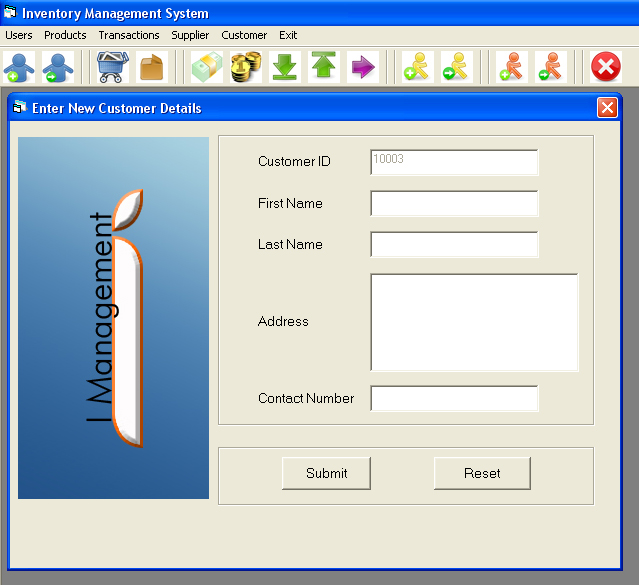 Inventory Management System
Users Products Transactions Supplier Customer Exit
Enter New Customer Details
I Management
Customer ID 10003
First Name
Last Name
Address
Contact Number
Submit Reset